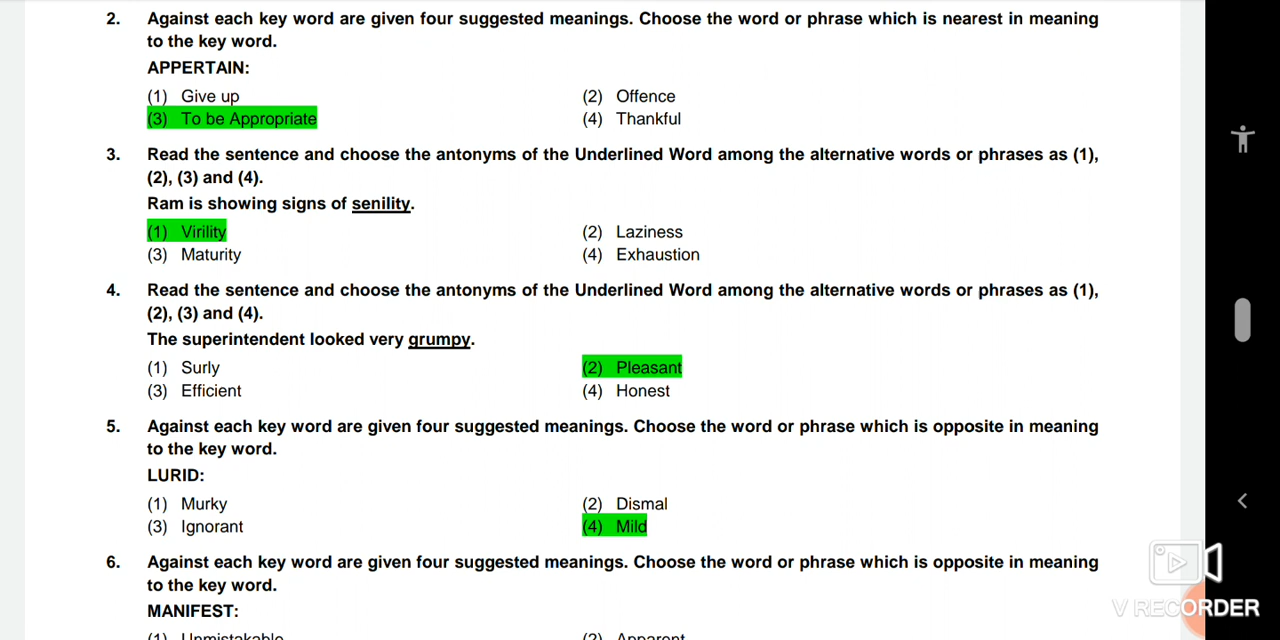 2. Against each key word are given four suggested meanings. Choose the word or phrase which is nearest in meaning
to the key word.
APPERTAIN:
(1) Give up (2) Offence
(3) To be Appropriate (4) Thankful
3. Read the sentence and choose the antonyms of the Underlined Word among the alternative words or phrases as (1),
(2), (3) and (4).
Ram is showing signs of senility.
(1) Virility (2) Laziness
(3) Maturity (4) Exhaustion
4. Read the sentence and choose the antonyms of the Underlined Word among the alternative words or phrases as (1),
(2), (3) and (4).
The superintendent looked very grumpy.
(1) Surly (2) Pleasant
(3) Efficient (4) Honest
5. Against each key word are given four suggested meanings. Choose the word or phrase which is opposite in meaning
to the key word.
LURID:
(1) Murky (2) Dismal
(3) Ignorant (4) Mild
6. Against each key word are given four suggested meanings. Choose the word or phrase which is opposite in meaning
to the key word.
MANIFEST:
(1) Unmistakable (2) Apparent
V RECORDER